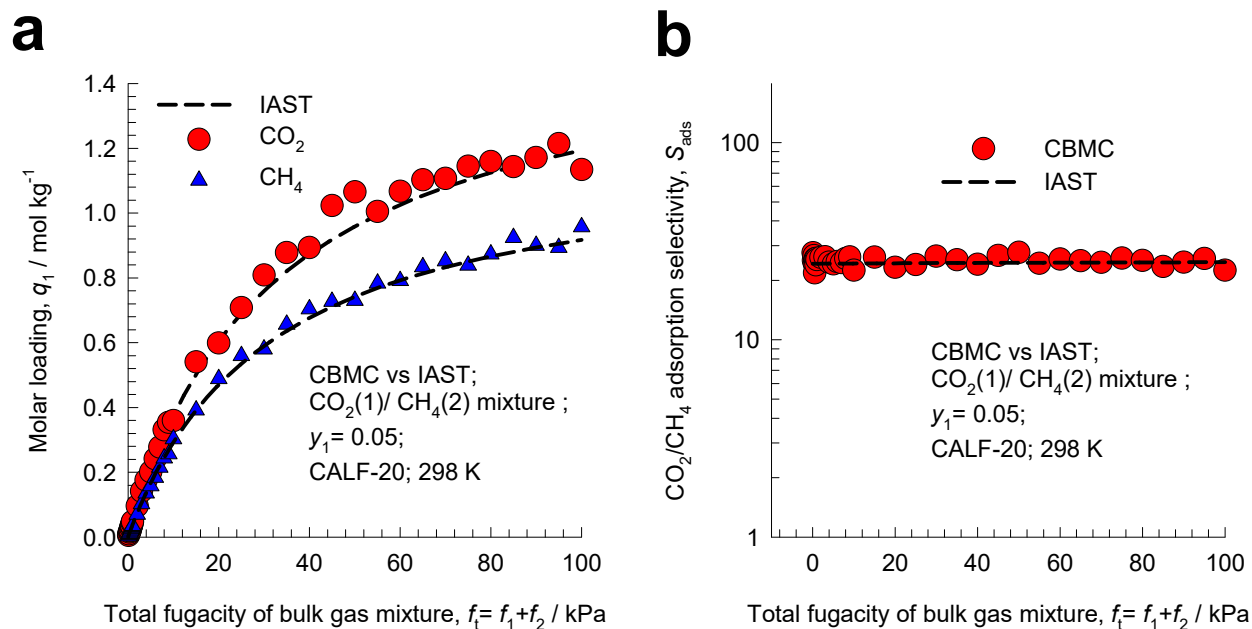 a
1.4
1.2
1.0
0.8
0.6
0.4
0.2
0.0
Molar loading, q₁ / mol kg⁻¹
IAST
CO₂
CH₄
CBMC vs IAST;
CO₂(1)/ CH₄(2) mixture ;
y₁= 0.05;
CALF-20; 298 K
0 20 40 60 80 100
Total fugacity of bulk gas mixture, fₜ= f₁+f₂ / kPa
b
100
10
1
CO₂/CH₄ adsorption selectivity, Sₐdₛ
CBMC
IAST
CBMC vs IAST;
CO₂(1)/ CH₄(2) mixture ;
y₁= 0.05;
CALF-20; 298 K
0 20 40 60 80 100
Total fugacity of bulk gas mixture, fₜ= f₁+f₂ / kPa